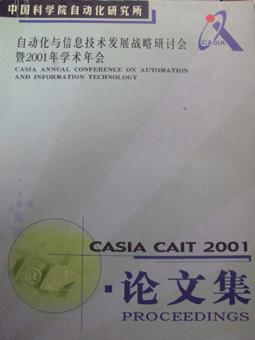 中国科学院自动化研究所
CASIA
自动化与信息技术发展战略研讨会
暨2001年学术年会
CASIA ANNUAL CONFERENCE ON AUTOMATION
AND INFORMATION TECHNOLOGY
CASIA CAIT 2001
·论文集
PROCEEDINGS